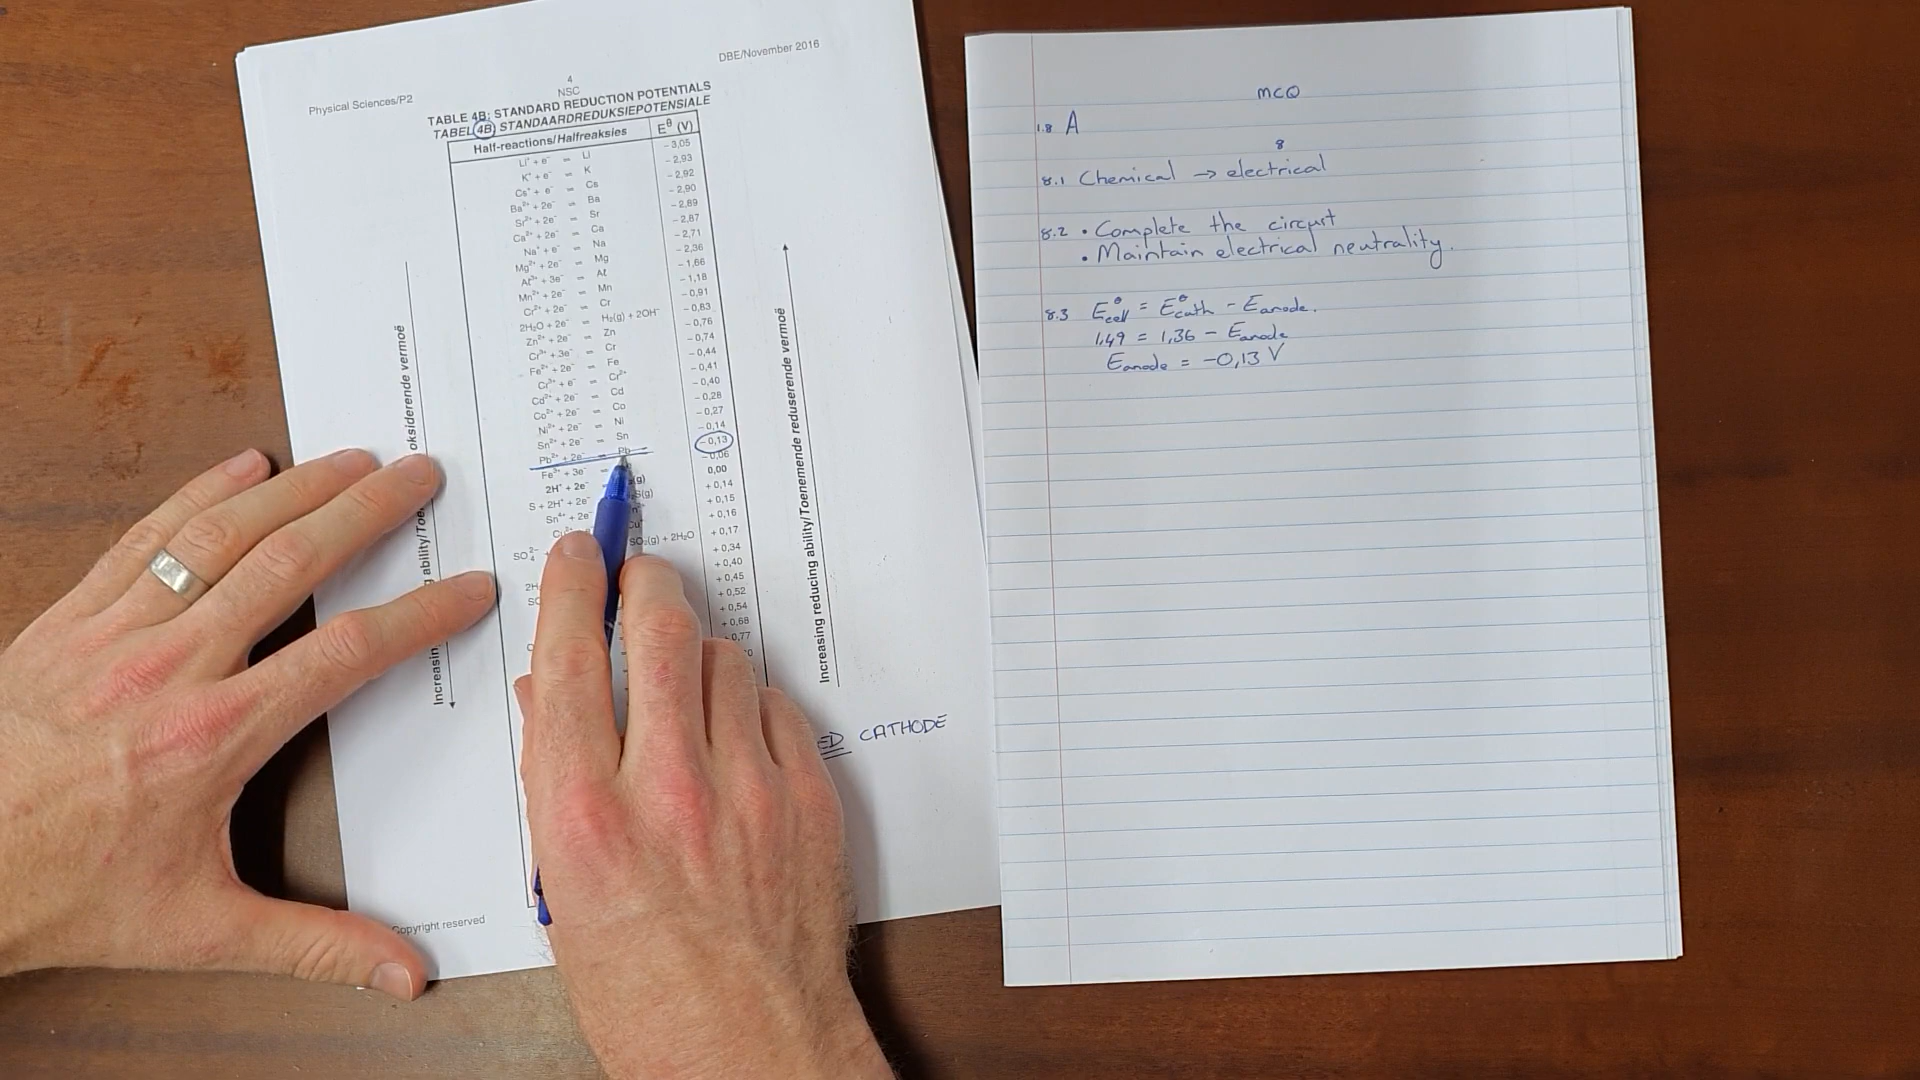 Physical Sciences/P2
4
NSC
DBE/November 2016
TABLE 4B: STANDARD REDUCTION POTENTIALS
TABEL 4B: STANDAARDREDUKSIEPOTENSIALE
Half-reactions/Halfreaksies E^θ (V)
Li⁺ + e⁻ = Li − 3,05
K⁺ + e⁻ = K − 2,93
Cs⁺ + e⁻ = Cs − 2,92
Ba²⁺ + 2e⁻ = Ba − 2,90
Sr²⁺ + 2e⁻ = Sr − 2,89
Ca²⁺ + 2e⁻ = Ca − 2,87
Na⁺ + e⁻ = Na − 2,71
Mg²⁺ + 2e⁻ = Mg − 2,36
Aℓ³⁺ + 3e⁻ = Aℓ − 1,66
Mn²⁺ + 2e⁻ = Mn − 1,18
Cr²⁺ + 2e⁻ = Cr − 0,91
2H₂O + 2e⁻ = H₂(g) + 2OH⁻ − 0,83
Zn²⁺ + 2e⁻ = Zn − 0,76
Cr³⁺ + 3e⁻ = Cr − 0,74
Fe²⁺ + 2e⁻ = Fe − 0,44
Cr³⁺ + e⁻ = Cr²⁺ − 0,41
Cd²⁺ + 2e⁻ = Cd − 0,40
Co²⁺ + 2e⁻ = Co − 0,28
Ni²⁺ + 2e⁻ = Ni − 0,27
Sn²⁺ + 2e⁻ = Sn − 0,14
Pb²⁺ + 2e⁻ = Pb − 0,13
Fe³⁺ + 3e⁻ = − 0,06
2H⁺ + 2e⁻ (g) 0,00
S + 2H⁺ + 2e⁻ S(g) + 0,14
Sn⁴⁺ + 2e⁻ + 0,15
+ 0,16
SO₄²⁻ SO₂(g) + 2H₂O + 0,17
+ 0,34
+ 0,40
+ 0,45
+ 0,52
+ 0,54
+ 0,68
+ 0,77
oksiderende vermoë
Increasing reducing ability/Toenemende reduserende vermoë
CATHODE
Copyright reserved
MCQ
1.8 A
8
8.1 Chemical → electrical
8.2 • Complete the circuit
• Maintain electrical neutrality.
8.3 E^θcell = E^θcath − Eanode.
1,49 = 1,36 − Eanode
Eanode = −0,13 V